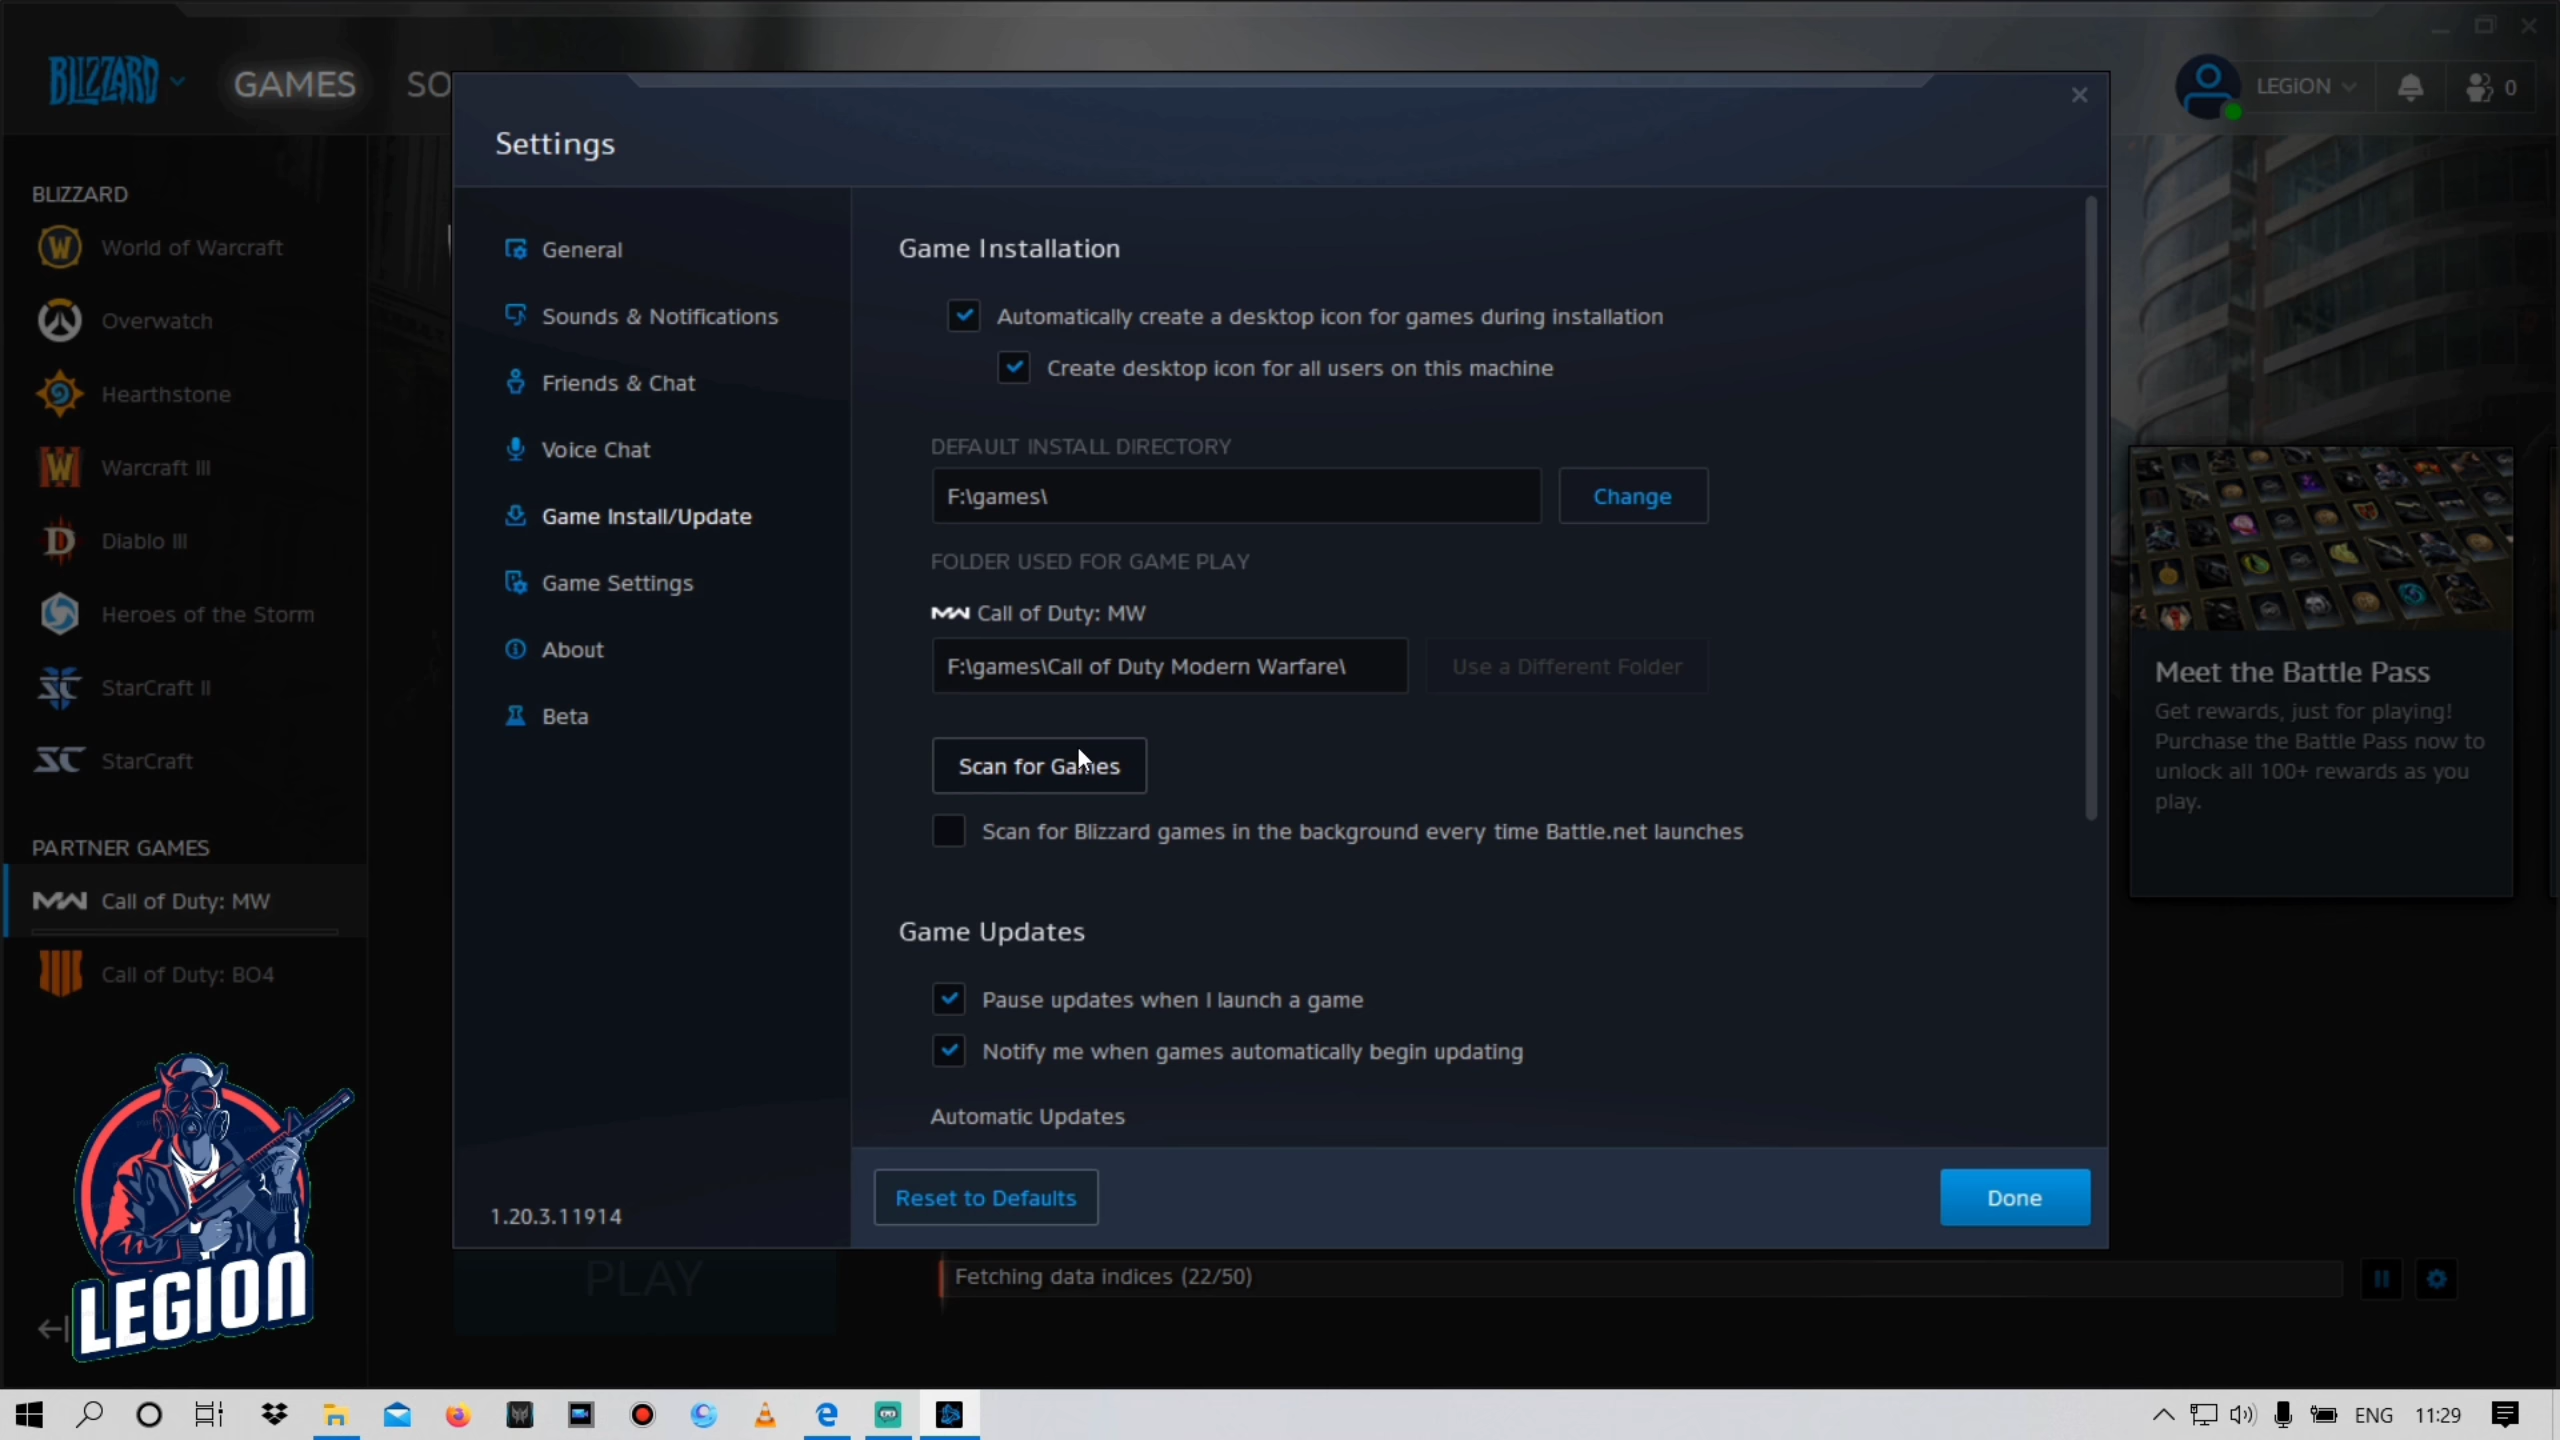 BLIZZARD
GAMES
SO
LEGiON
0
BLIZZARD
World of Warcraft
Overwatch
Hearthstone
Warcraft III
Diablo III
Heroes of the Storm
StarCraft II
StarCraft
PARTNER GAMES
MW Call of Duty: MW
Call of Duty: BO4
LEGION
Settings
General
Sounds & Notifications
Friends & Chat
Voice Chat
Game Install/Update
Game Settings
About
Beta
1.20.3.11914
Game Installation
Automatically create a desktop icon for games during installation
Create desktop icon for all users on this machine
DEFAULT INSTALL DIRECTORY
F:\games\
Change
FOLDER USED FOR GAME PLAY
MW Call of Duty: MW
F:\games\Call of Duty Modern Warfare\
Use a Different Folder
Scan for Games
Scan for Blizzard games in the background every time Battle.net launches
Game Updates
Pause updates when I launch a game
Notify me when games automatically begin updating
Automatic Updates
Reset to Defaults
Done
Meet the Battle Pass
Get rewards, just for playing!
Purchase the Battle Pass now to
unlock all 100+ rewards as you
play.
PLAY
Fetching data indices (22/50)
ENG
11:29